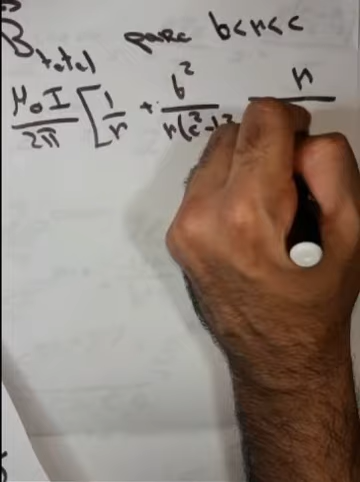 B total para b<r<c
μ₀I/2π [1/r + b²/r(c²-b² r